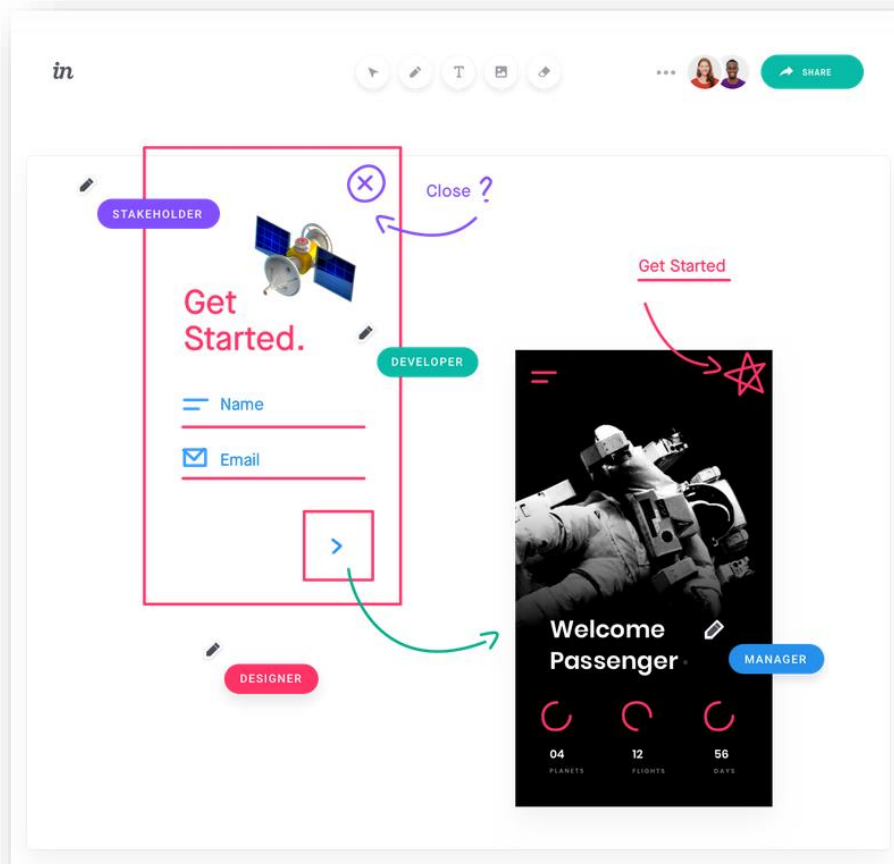 in
T
SHARE
Close ?
STAKEHOLDER
Get
Started.
DEVELOPER
Name
Email
DESIGNER
Get Started
Welcome
Passenger
MANAGER
04 12 56
PLANETS FLIGHTS DAYS